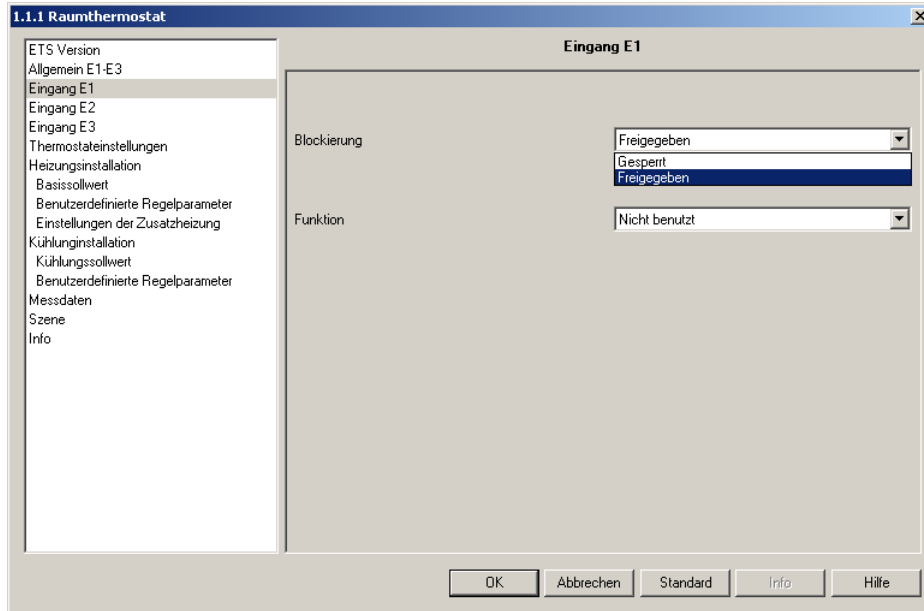 1.1.1 Raumthermostat
ETS Version
Allgemein E1-E3
Eingang E1
Eingang E2
Eingang E3
Thermostateinstellungen
Heizungsinstallation
Basissollwert
Benutzerdefinierte Regelparameter
Einstellungen der Zusatzheizung
Kühlunginstallation
Kühlungssollwert
Benutzerdefinierte Regelparameter
Messdaten
Szene
Info
Eingang E1
Blockierung
Freigegeben
Gesperrt
Freigegeben
Funktion
Nicht benutzt
OK
Abbrechen
Standard
Info
Hilfe